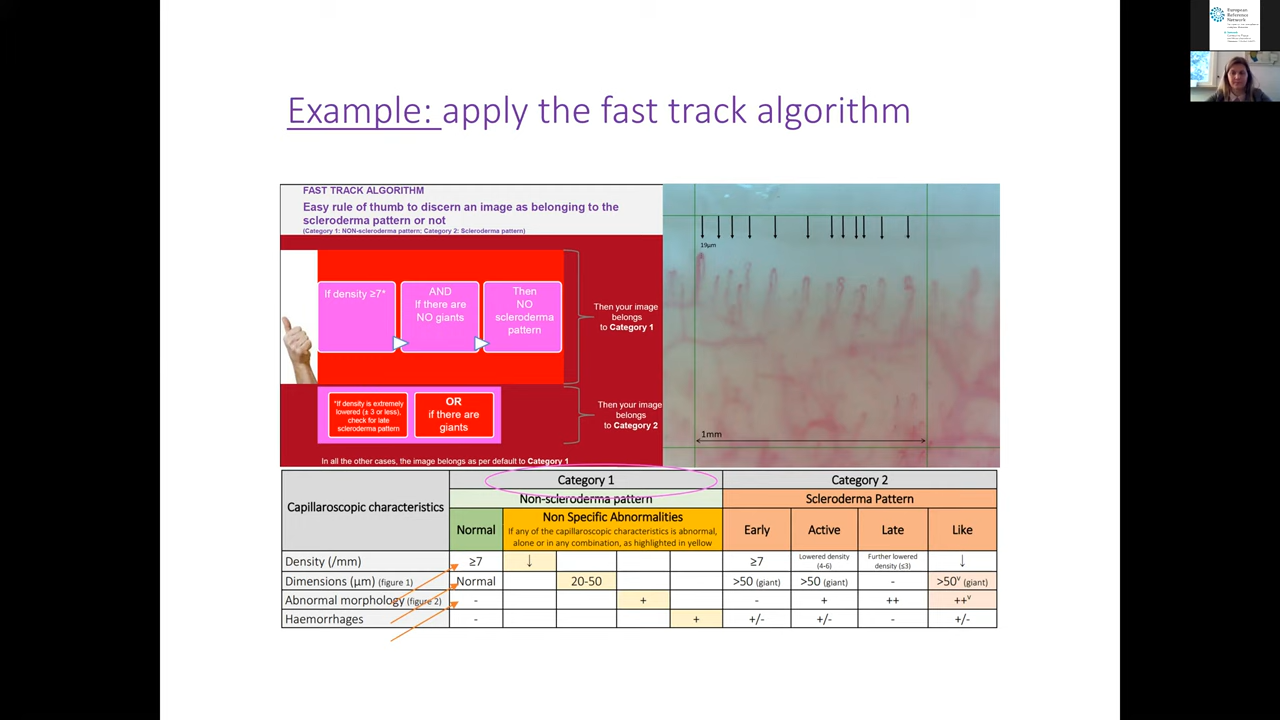 European
Reference
Network
Example: apply the fast track algorithm
FAST TRACK ALGORITHM
Easy rule of thumb to discern an image as belonging to the
scleroderma pattern or not
(Category 1: NON-scleroderma pattern; Category 2: Scleroderma pattern)
If density ≥7*
AND
If there are
NO giants
Then
NO
scleroderma
pattern
Then your image
belongs
to Category 1
*If density is extremely
lowered (± 3 or less),
check for late
scleroderma pattern
OR
if there are
giants
Then your image
belongs
to Category 2
In all the other cases, the image belongs as per default to Category 1
19µm
1mm
Capillaroscopic characteristics
Category 1
Category 2
Non-scleroderma pattern
Scleroderma Pattern
Normal
Non Specific Abnormalities
If any of the capillaroscopic characteristics is abnormal,
alone or in any combination, as highlighted in yellow
Early
Active
Late
Like
Density (/mm) ≥7 ↓ ≥7 Lowered density (4-6) Further lowered density (≤3) ↓
Dimensions (µm) (figure 1) Normal 20-50 >50 (giant) >50 (giant) - >50ᵛ (giant)
Abnormal morphology (figure 2) - + - + ++ ++ᵛ
Haemorrhages - + +/- +/- - +/-